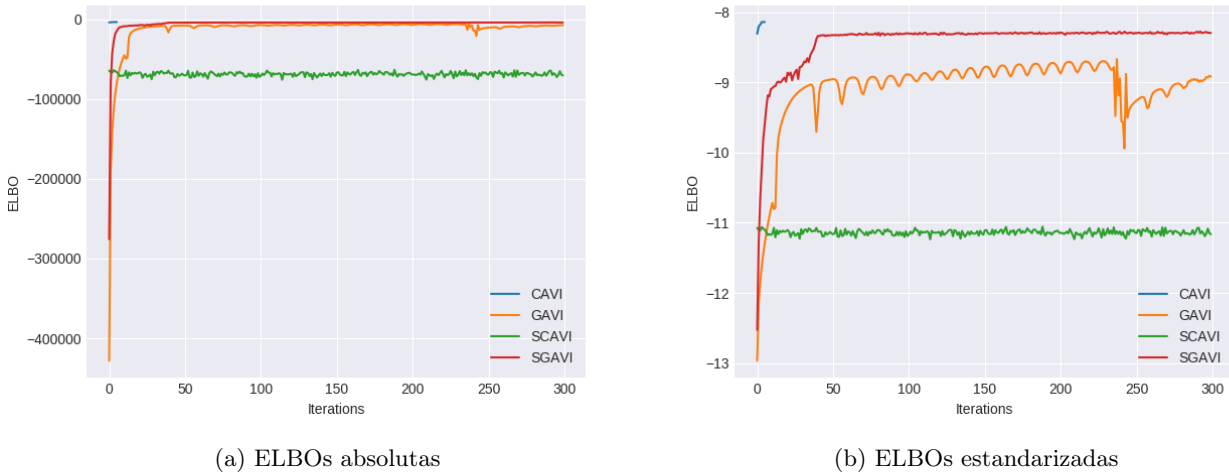 0
−100000
−200000
−300000
−400000
ELBO
0
50
100
150
200
250
300
Iterations
CAVI
GAVI
SCAVI
SGAVI
(a) ELBOs absolutas
−8
−9
−10
−11
−12
−13
ELBO
0
50
100
150
200
250
300
Iterations
CAVI
GAVI
SCAVI
SGAVI
(b) ELBOs estandarizadas